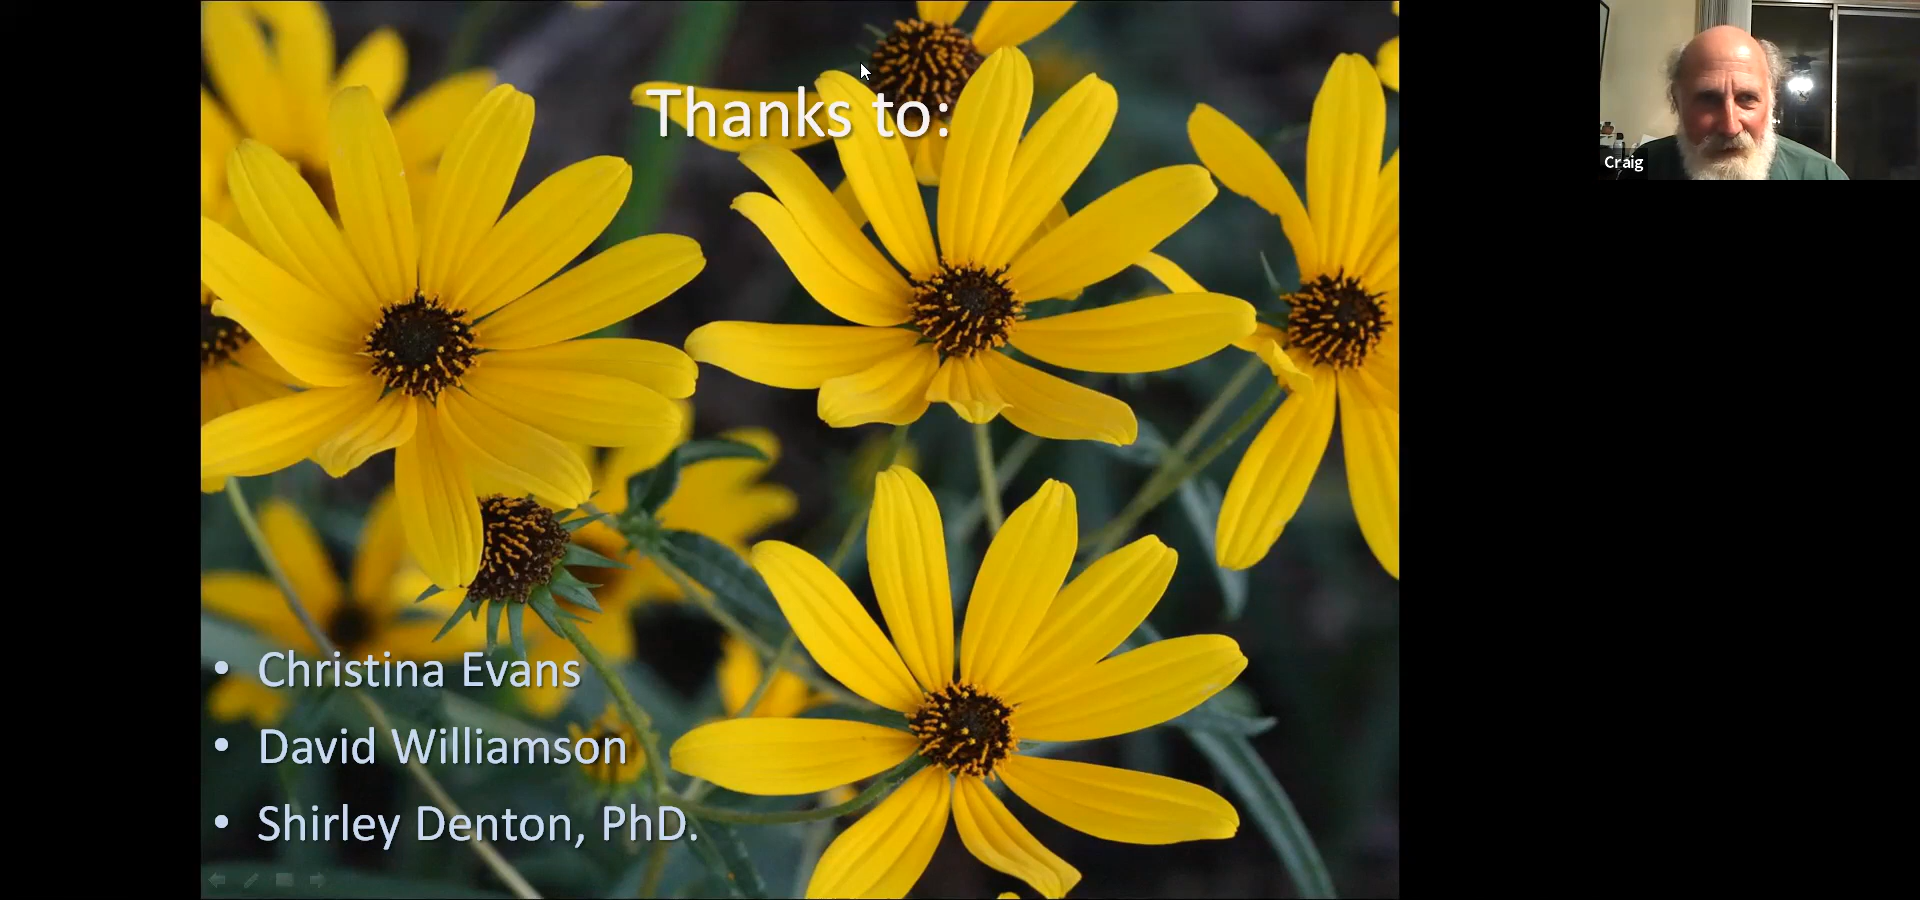 Thanks to:
Craig
• Christina Evans
• David Williamson
• Shirley Denton, PhD.